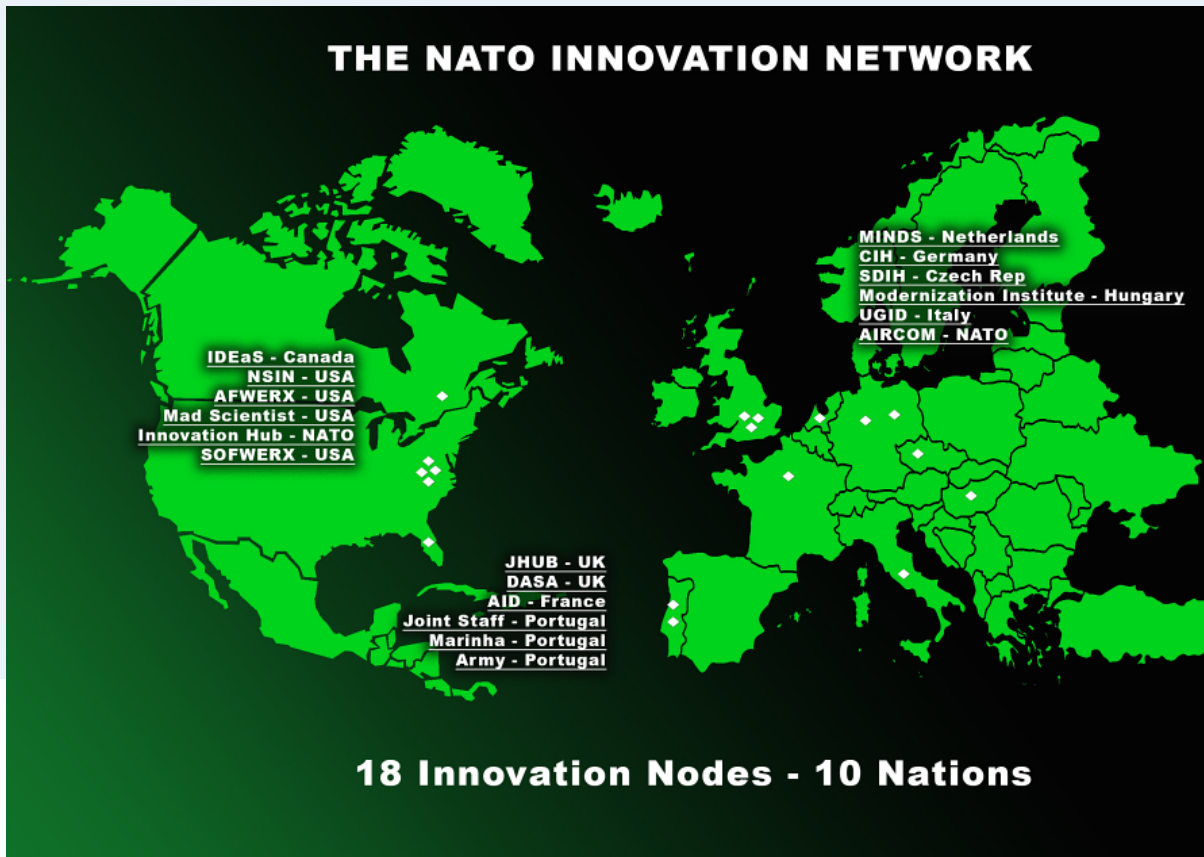 THE NATO INNOVATION NETWORK
MINDS - Netherlands
CIH - Germany
SDIH - Czech Rep
Modernization Institute - Hungary
UGID - Italy
AIRCOM - NATO
IDEaS - Canada
NSIN - USA
AFWERX - USA
Mad Scientist - USA
Innovation Hub - NATO
SOFWERX - USA
JHUB - UK
DASA - UK
AID - France
Joint Staff - Portugal
Marinha - Portugal
Army - Portugal
18 Innovation Nodes - 10 Nations